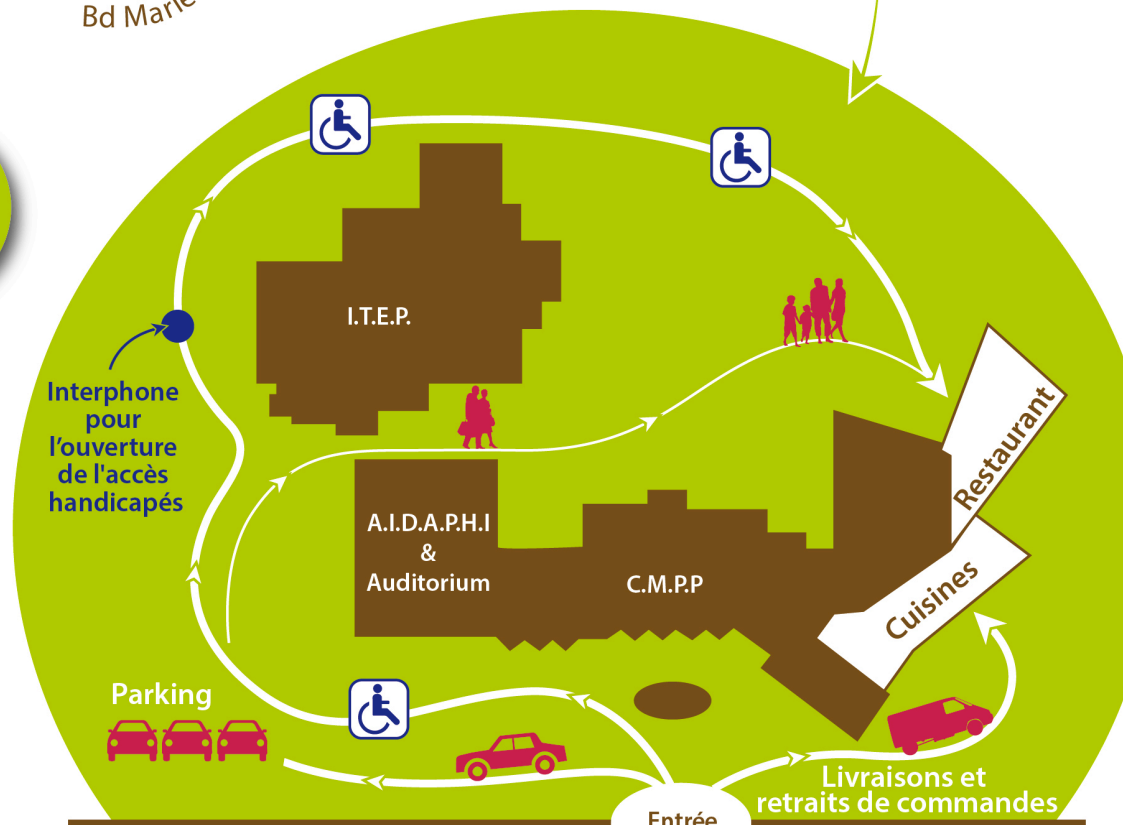 Bd Marie
I.T.E.P.
Interphone
pour
l'ouverture
de l'accès
handicapés
Restaurant
A.I.D.A.P.H.I
&
Auditorium
C.M.P.P
Cuisines
Parking
Livraisons et
retraits de commandes
Entrée